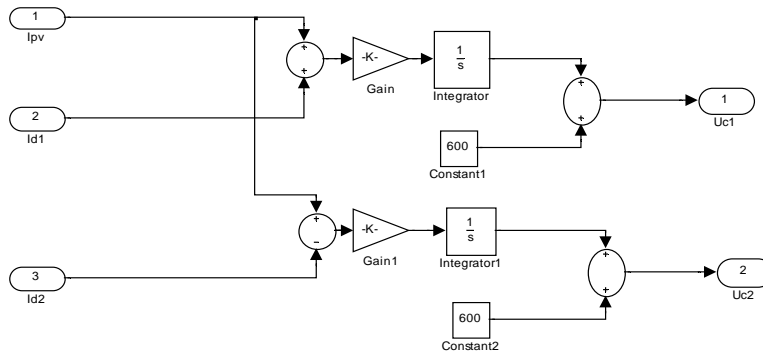 1
Ipv
+
+
-K-
Gain
1
s
Integrator
+
+
1
Uc1
2
Id1
600
Constant1
+
−
-K-
Gain1
1
s
Integrator1
+
+
2
Uc2
3
Id2
600
Constant2